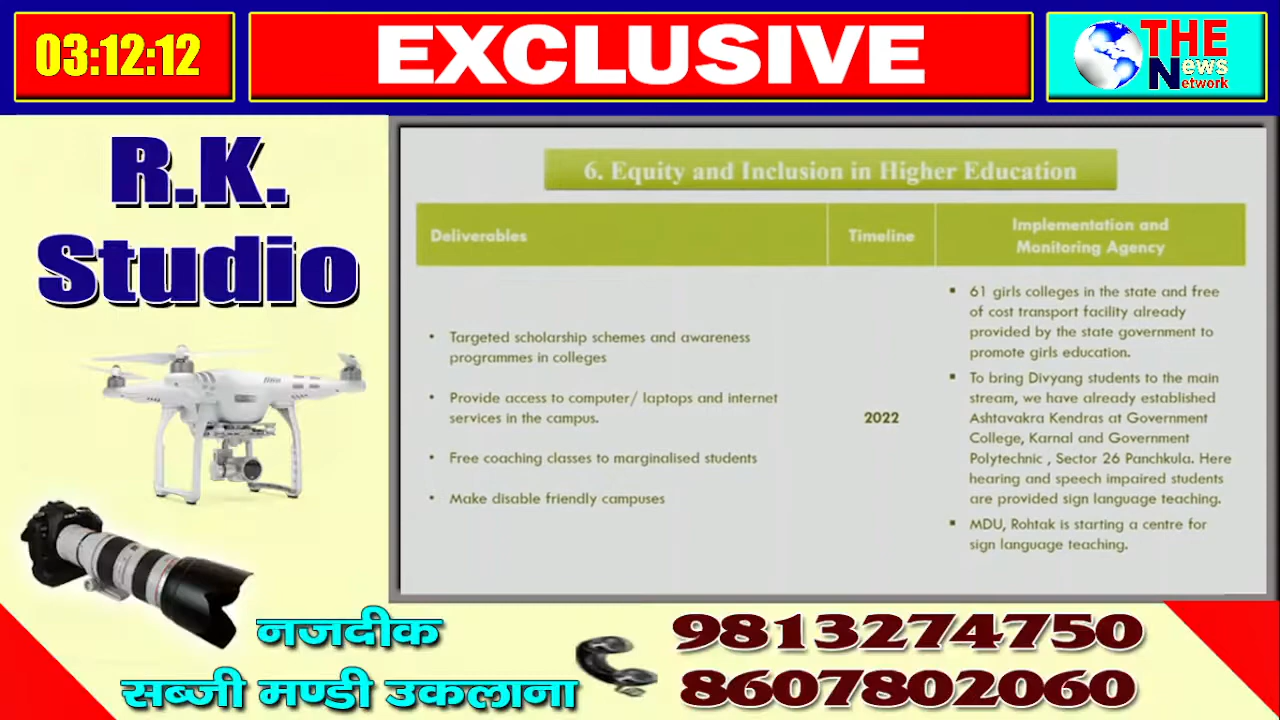 03:12:12
EXCLUSIVE
THE
News
Network
R.K.
Studio
6. Equity and Inclusion in Higher Education
Deliverables
Timeline
Implementation and
Monitoring Agency
• Targeted scholarship schemes and awareness
programmes in colleges
• Provide access to computer/ laptops and internet
services in the campus.
• Free coaching classes to marginalised students
• Make disable friendly campuses
2022
▪ 61 girls colleges in the state and free
of cost transport facility already
provided by the state government to
promote girls education.
▪ To bring Divyang students to the main
stream, we have already established
Ashtavakra Kendras at Government
College, Karnal and Government
Polytechnic , Sector 26 Panchkula. Here
hearing and speech impaired students
are provided sign language teaching.
▪ MDU, Rohtak is starting a centre for
sign language teaching.
नजदीक
सब्जी मण्डी उकलाना
9813274750
8607802060